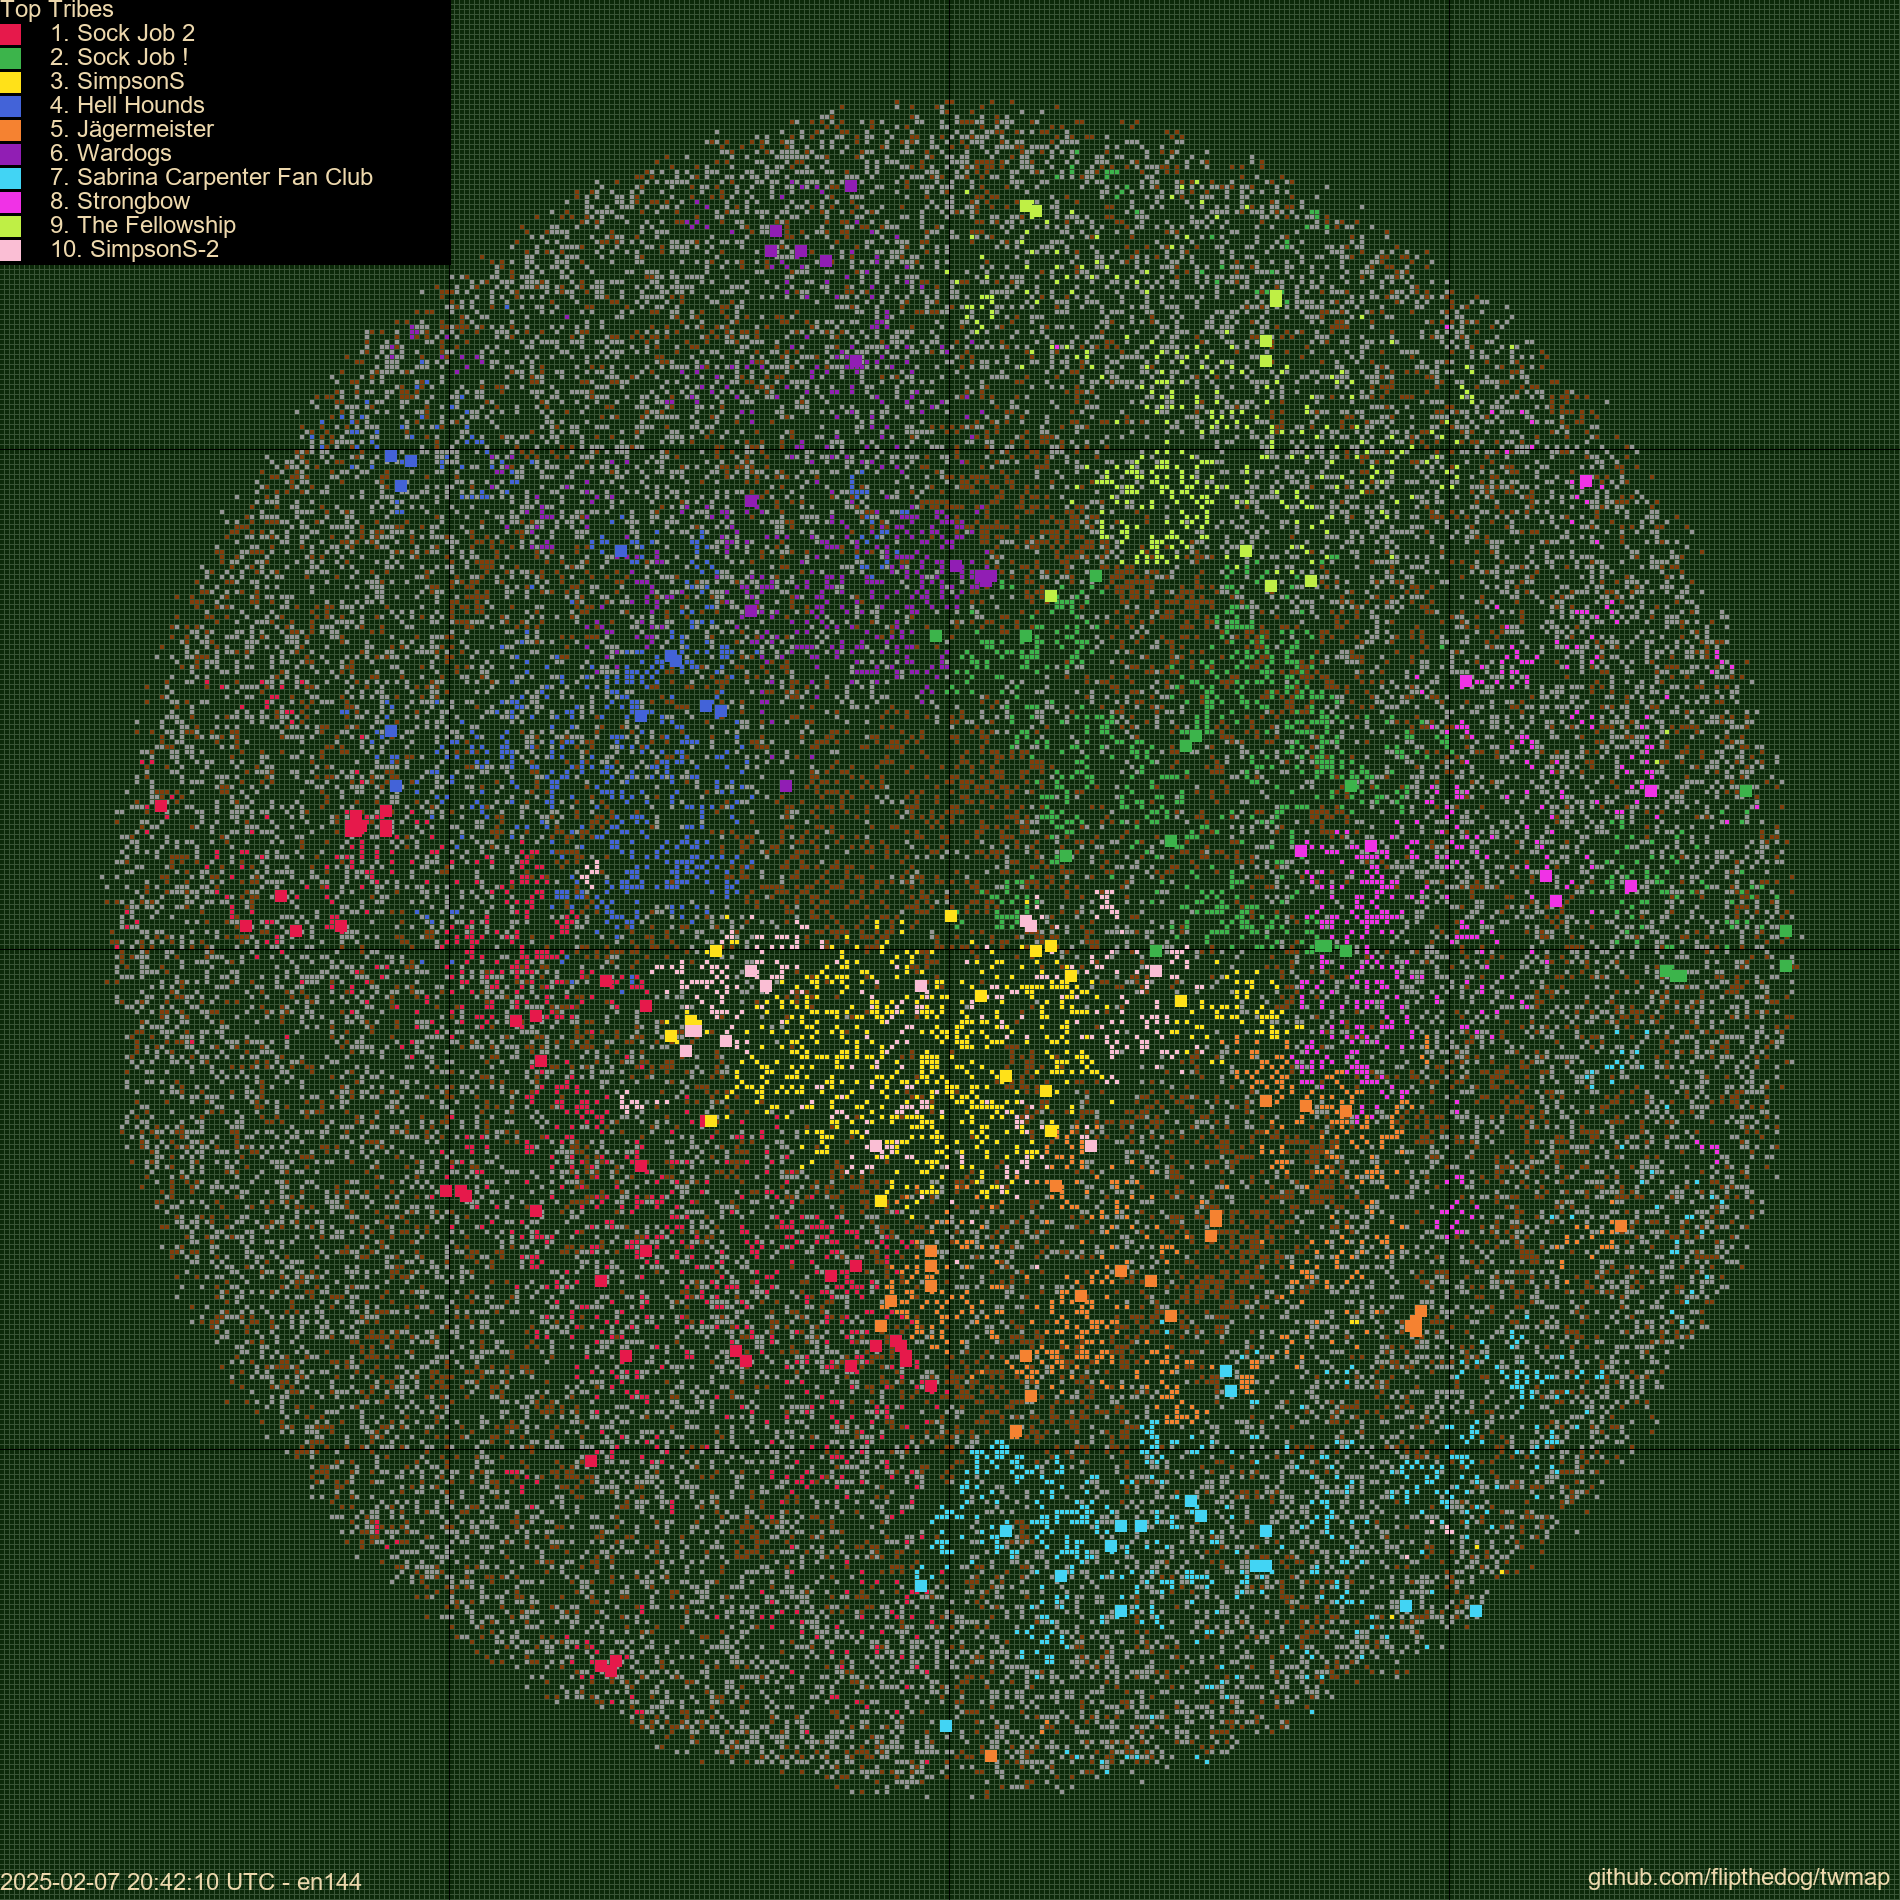 Top Tribes
1. Sock Job 2
2. Sock Job !
3. SimpsonS
4. Hell Hounds
5. Jägermeister
6. Wardogs
7. Sabrina Carpenter Fan Club
8. Strongbow
9. The Fellowship
10. SimpsonS-2
2025-02-07 20:42:10 UTC - en144
github.com/flipthedog/twmap